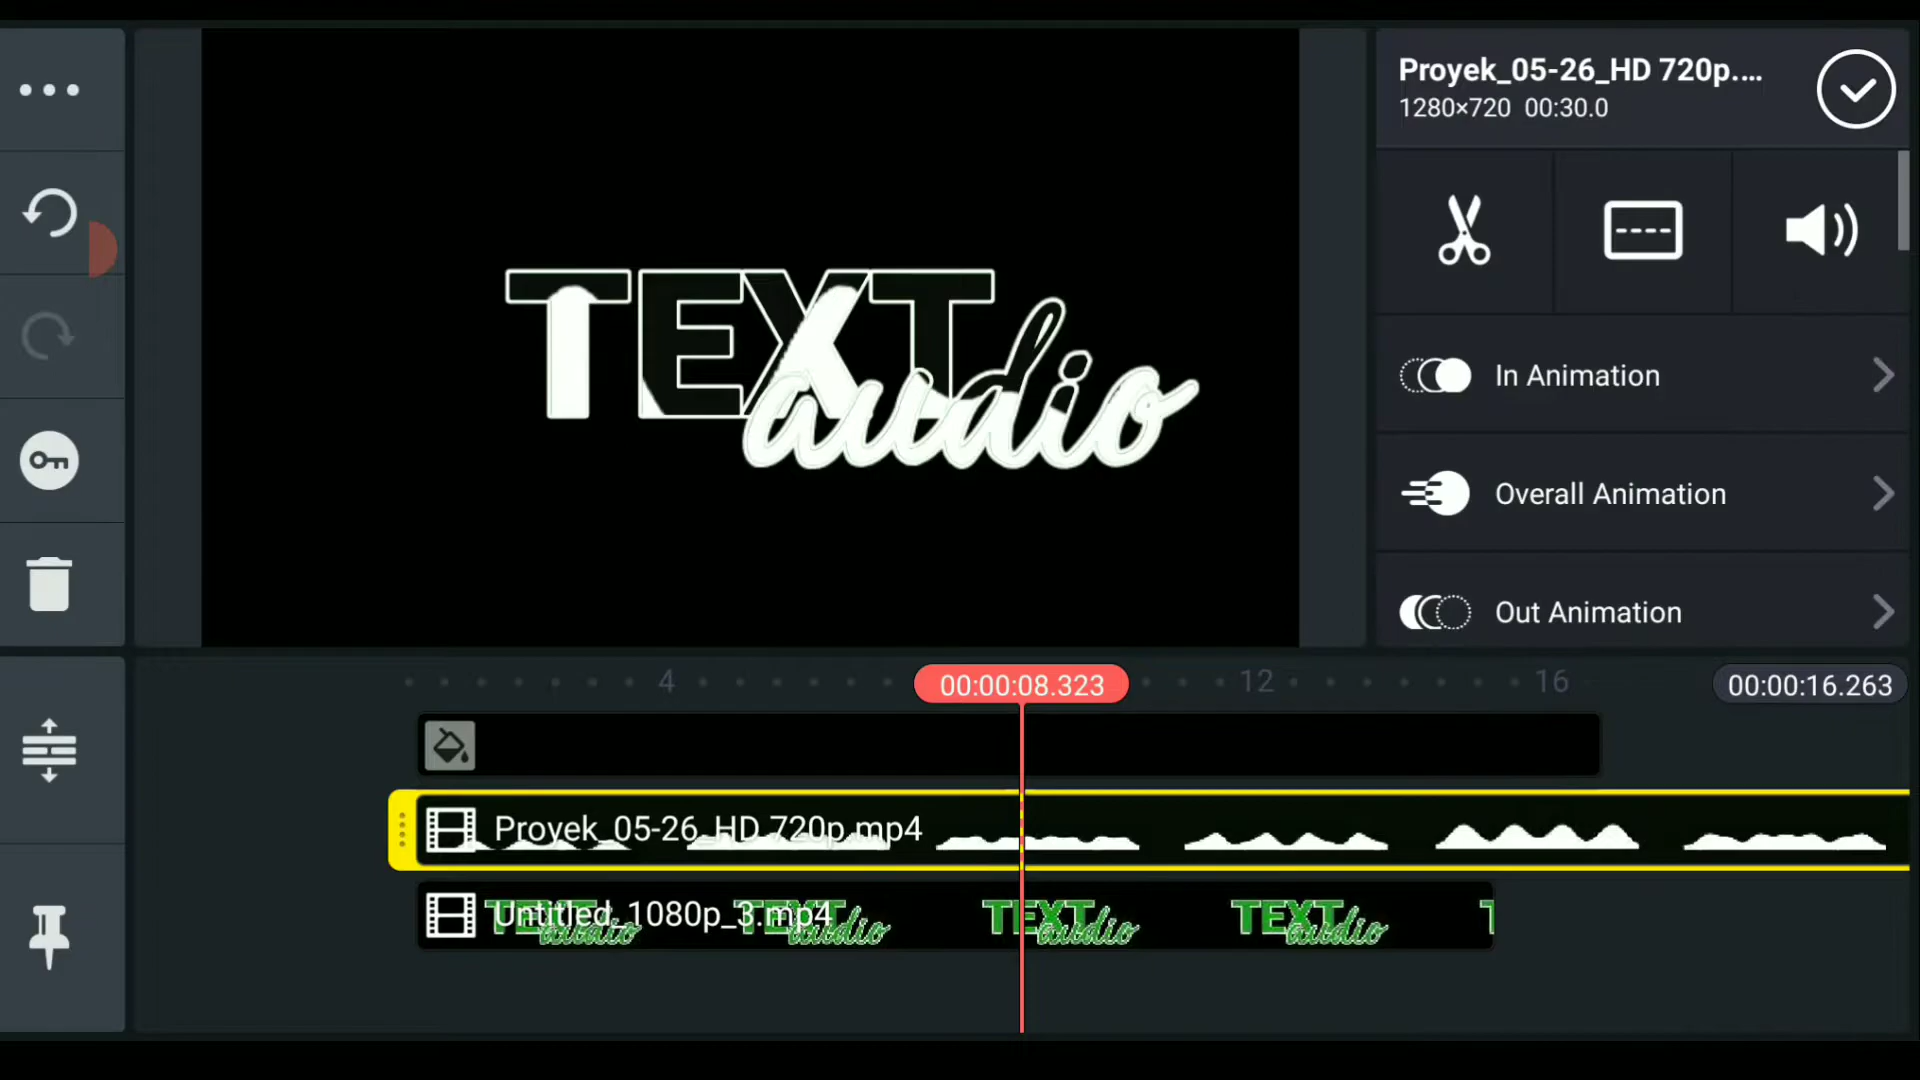 Proyek_05-26_HD 720p....
1280×720 00:30.0
TEXT
audio
In Animation
Overall Animation
Out Animation
4
00:00:08.323
12
16
00:00:16.263
Proyek_05-26_HD 720p.mp4
Untitled_1080p_3.mp4
TEXT audio
TEXT audio
TEXT audio
TEXT audio
T